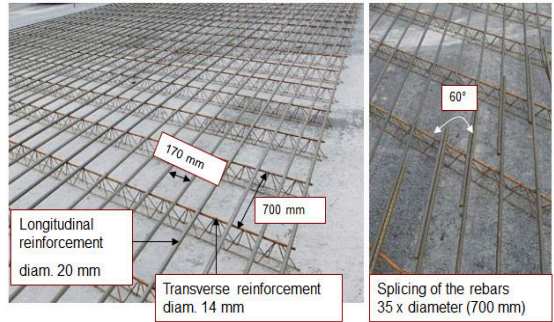 170 mm
700 mm
Longitudinal
reinforcement
diam. 20 mm
Transverse reinforcement
diam. 14 mm
60°
Splicing of the rebars
35 x diameter (700 mm)